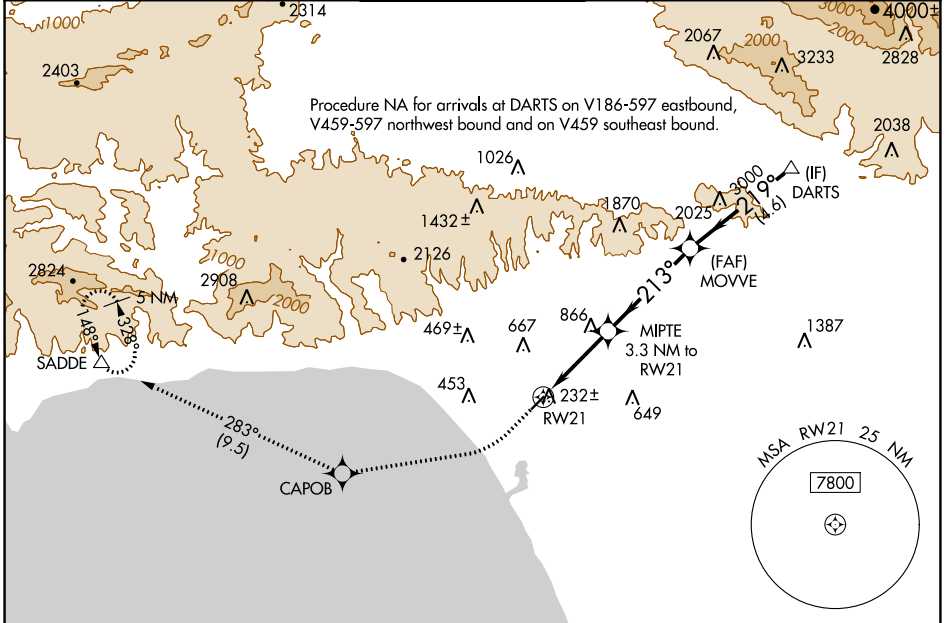 1000
2314
3000
4000±
2067
2000
2000
2828
2403
3233
Procedure NA for arrivals at DARTS on V186-597 eastbound,
V459-597 northwest bound and on V459 southeast bound.
2038
1026
(IF)
DARTS
3000
219°
(4.6)
1870
2025
1432±
2126
1000
(FAF)
MOVVE
2824
2908
2000
213°
5 NM
148°
328°
469±
667
866
MIPTE
3.3 NM to
RW21
1387
SADDE
453
232±
RW21
649
283°
(9.5)
CAPOB
MSA RW21 25 NM
7800